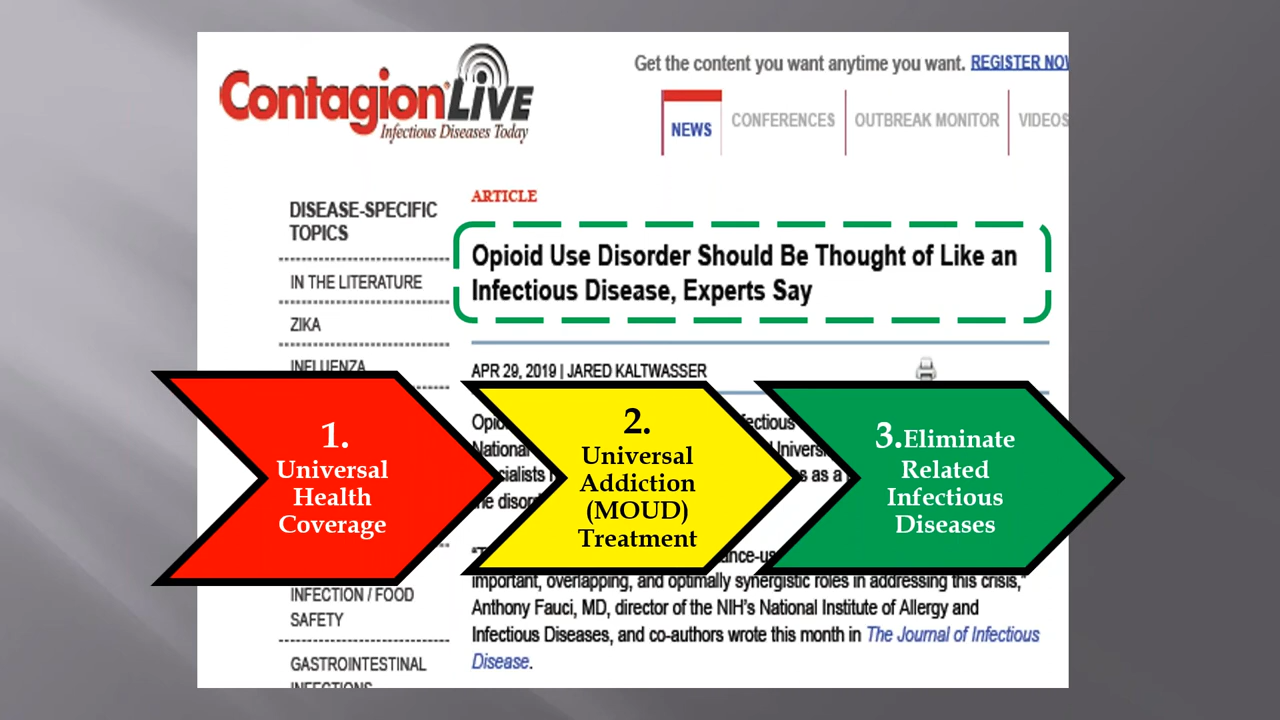 Contagion LIVE
Infectious Diseases Today
Get the content you want anytime you want. REGISTER NOW
NEWS
CONFERENCES
OUTBREAK MONITOR
VIDEOS
DISEASE-SPECIFIC
TOPICS
IN THE LITERATURE
ZIKA
INFLUENZA
INFECTION / FOOD
SAFETY
GASTROINTESTINAL
INFECTIONS
ARTICLE
Opioid Use Disorder Should Be Thought of Like an
Infectious Disease, Experts Say
APR 29, 2019 | JARED KALTWASSER
National
important, overlapping, and optimally synergistic roles in addressing this crisis,"
Anthony Fauci, MD, director of the NIH's National Institute of Allergy and
Infectious Diseases, and co-authors wrote this month in The Journal of Infectious
Disease.
1.
Universal
Health
Coverage
2.
Universal
Addiction
(MOUD)
Treatment
3.Eliminate
Related
Infectious
Diseases